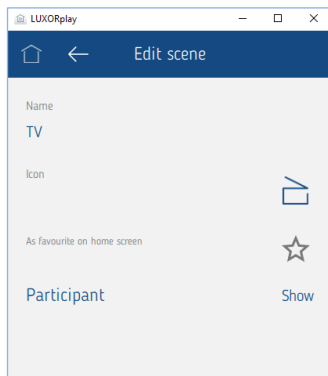 LUXORplay
Edit scene
Name
TV
Icon
As favourite on home screen
Participant Show